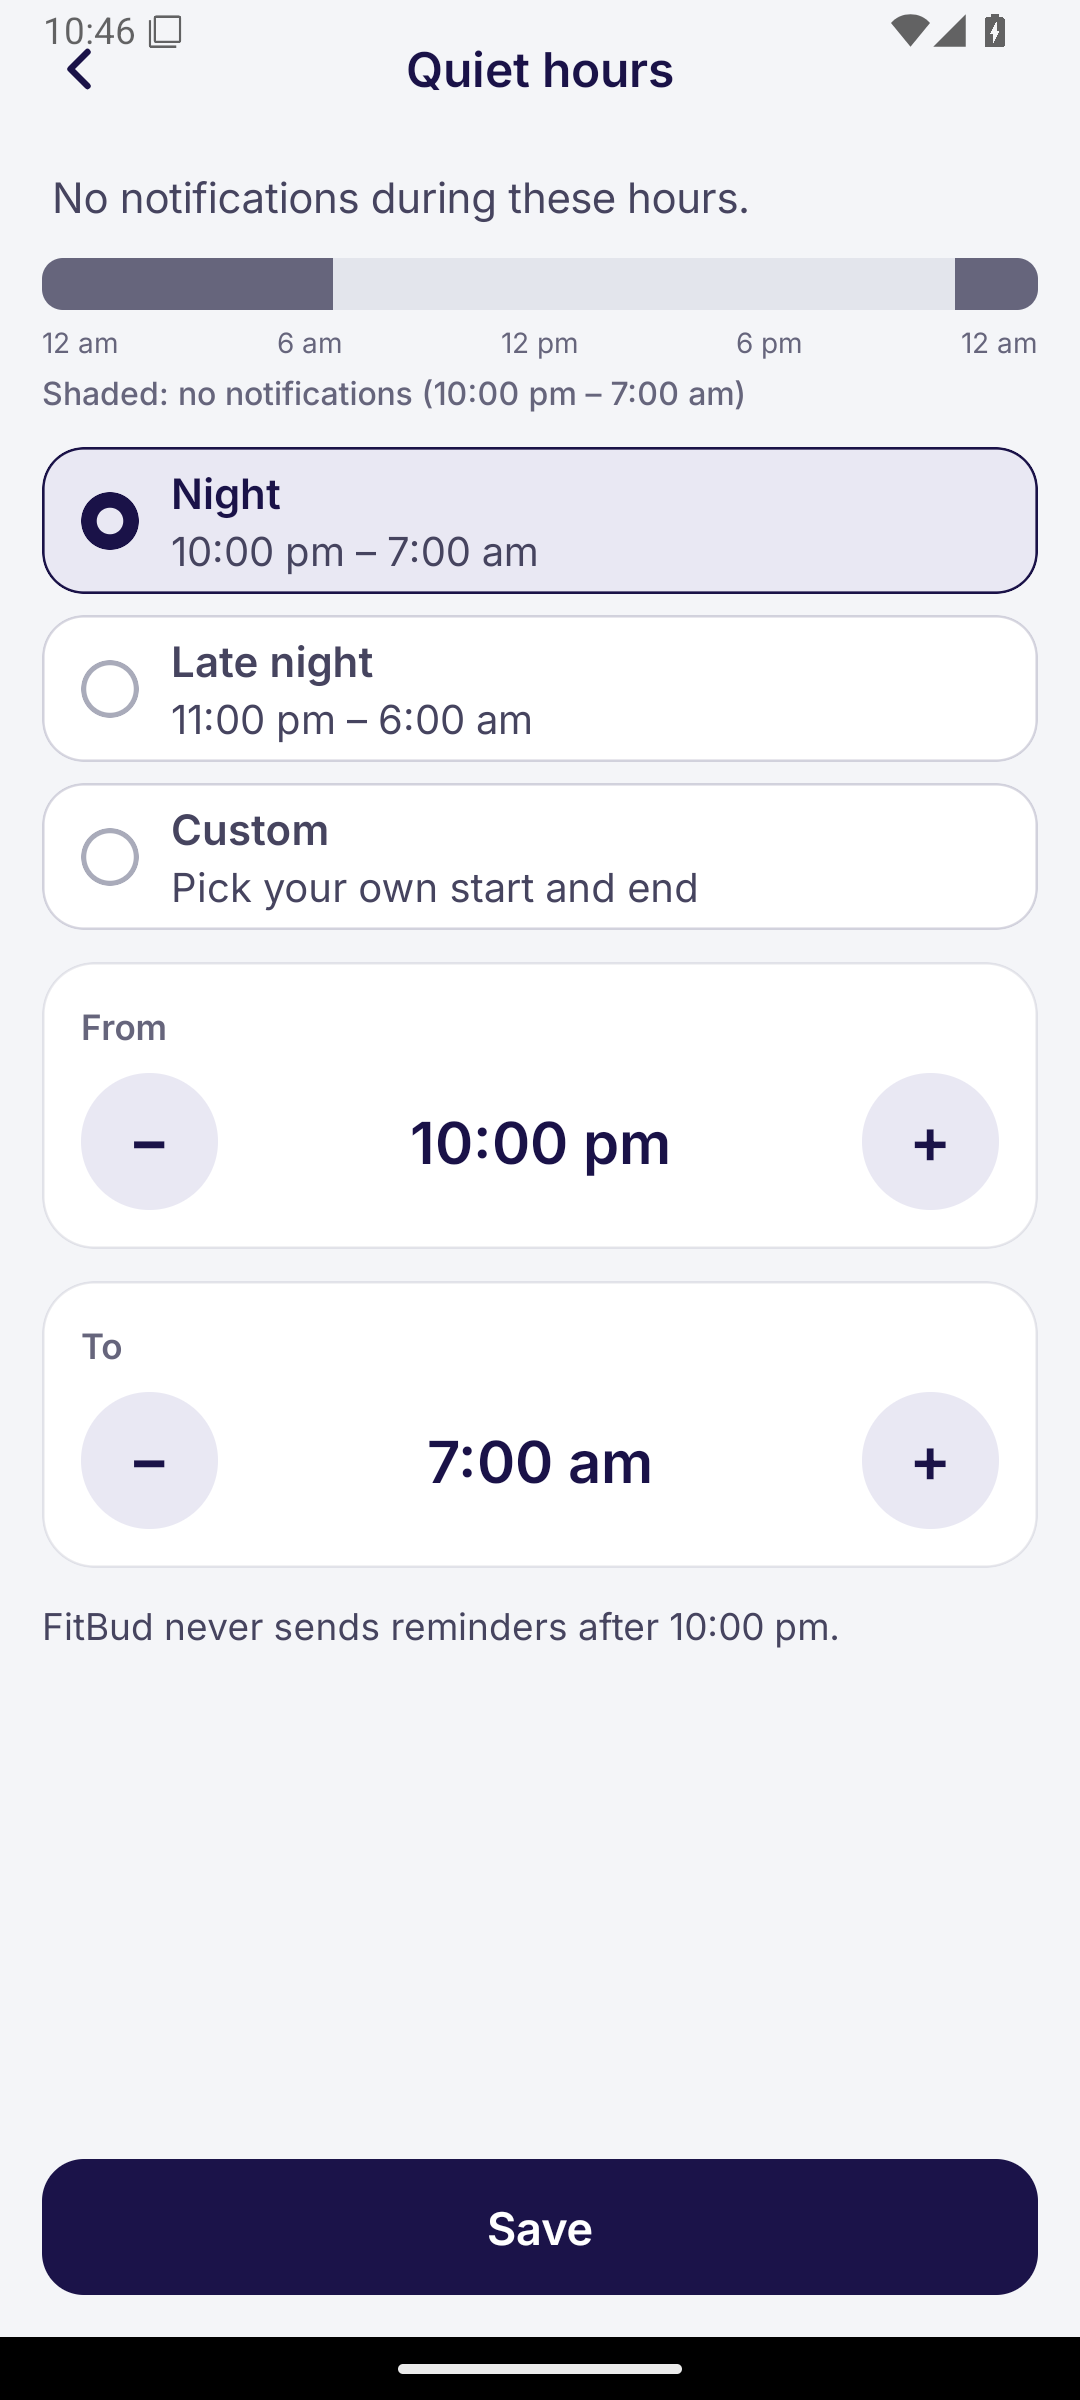 10:46
Quiet hours
No notifications during these hours.
12 am 6 am 12 pm 6 pm 12 am
Shaded: no notifications (10:00 pm – 7:00 am)
Night
10:00 pm – 7:00 am
Late night
11:00 pm – 6:00 am
Custom
Pick your own start and end
From
– 10:00 pm +
To
– 7:00 am +
FitBud never sends reminders after 10:00 pm.
Save